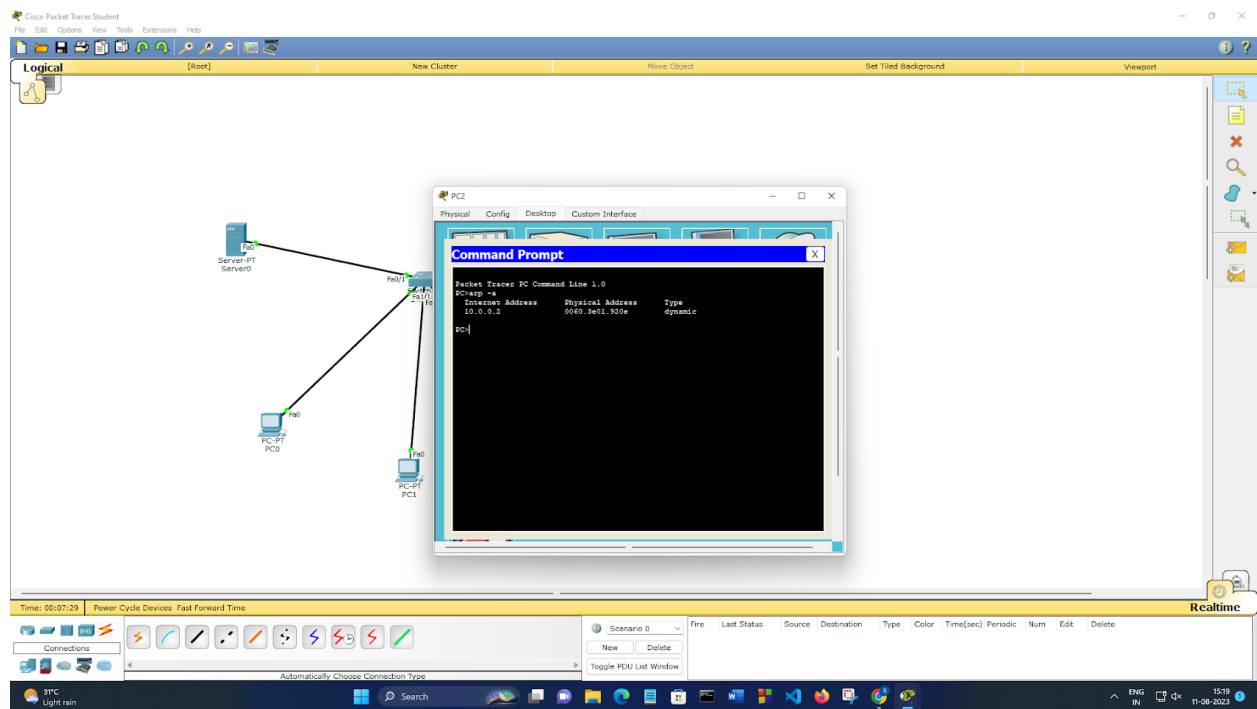 Cisco Packet Tracer Student
File Edit Options View Tools Extensions Help
Logical [Root] New Cluster Move Object Set Tiled Background Viewport
PC2
Physical Config Desktop Custom Interface
Command Prompt X
Packet Tracer PC Command Line 1.0
PC>arp -a
Internet Address Physical Address Type
10.0.0.2 0060.3e01.920e dynamic
PC>
Fa0
Server-PT
Server0
Fa0/1
Fa1/1
Fa0
PC-PT
PC0
Fa0
PC-PT
PC1
Time: 00:07:29 Power Cycle Devices Fast Forward Time
Realtime
Connections
Automatically Choose Connection Type
Scenario 0
New Delete
Toggle PDU List Window
Fire Last Status Source Destination Type Color Time(sec) Periodic Num Edit Delete
31°C
Light rain
Search
ENG
IN
15:19
11-08-2023